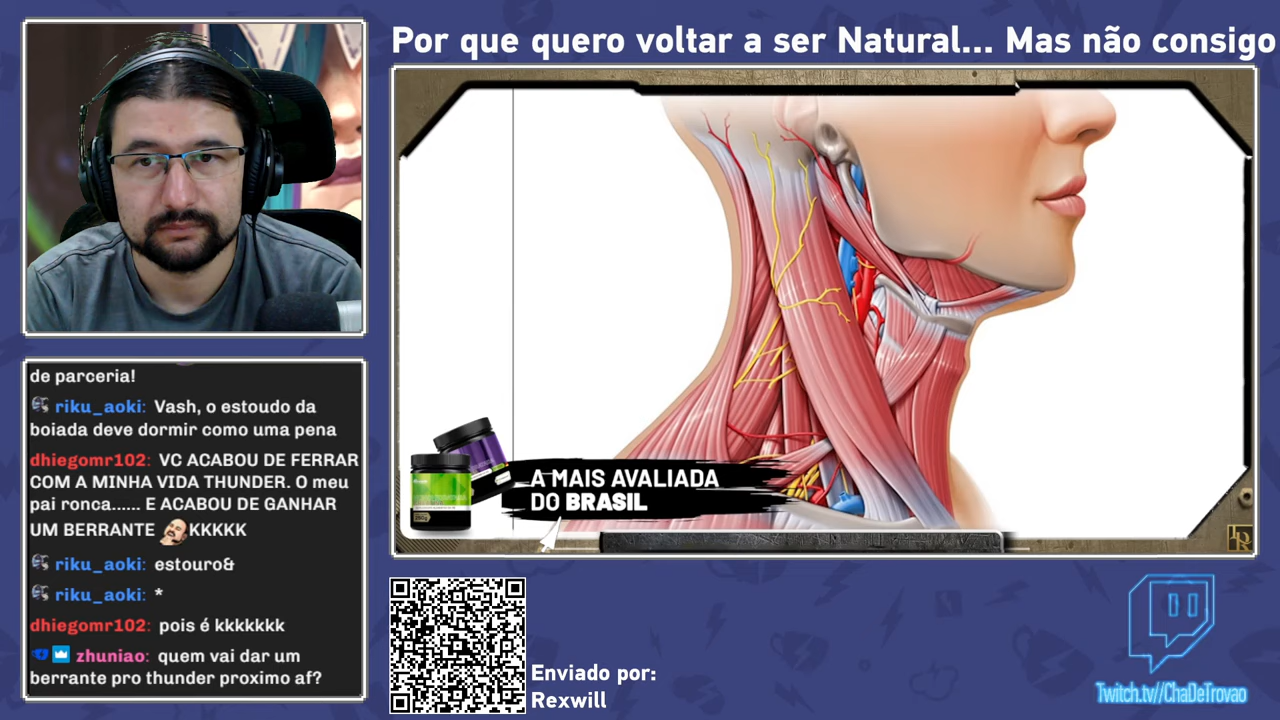 Por que quero voltar a ser Natural... Mas não consigo
de parceria!
riku_aoki: Vash, o estoudo da
boiada deve dormir como uma pena
dhiegomr102: VC ACABOU DE FERRAR
COM A MINHA VIDA THUNDER. O meu
pai ronca...... E ACABOU DE GANHAR
UM BERRANTE KKKKK
riku_aoki: estouro&
riku_aoki: *
dhiegomr102: pois é kkkkkkk
zhuniao: quem vai dar um
berrante pro thunder proximo af?
A MAIS AVALIADA
DO BRASIL
Enviado por:
Rexwill
Twitch.tv//ChaDeTrovao